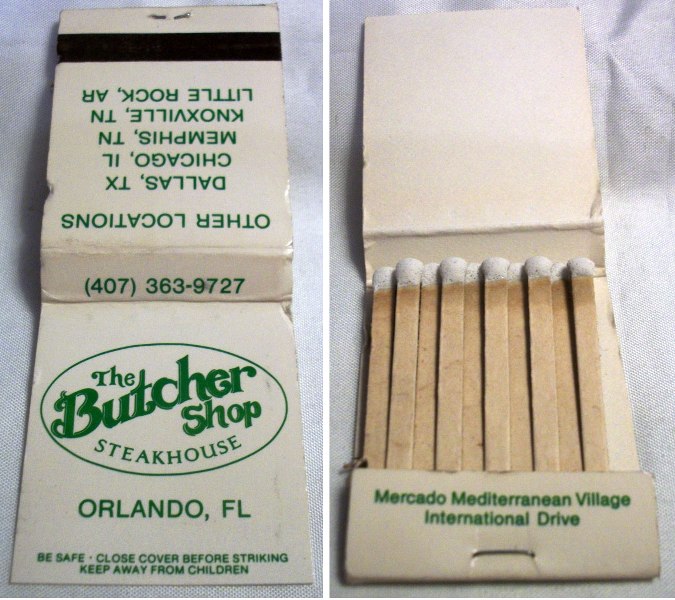 OTHER LOCATIONS
DALLAS, TX
CHICAGO, IL
MEMPHIS, TN
KNOXVILLE, TN
LITTLE ROCK, AR
(407) 363-9727
The
Butcher
Shop
STEAKHOUSE
ORLANDO, FL
BE SAFE · CLOSE COVER BEFORE STRIKING
KEEP AWAY FROM CHILDREN
Mercado Mediterranean Village
International Drive